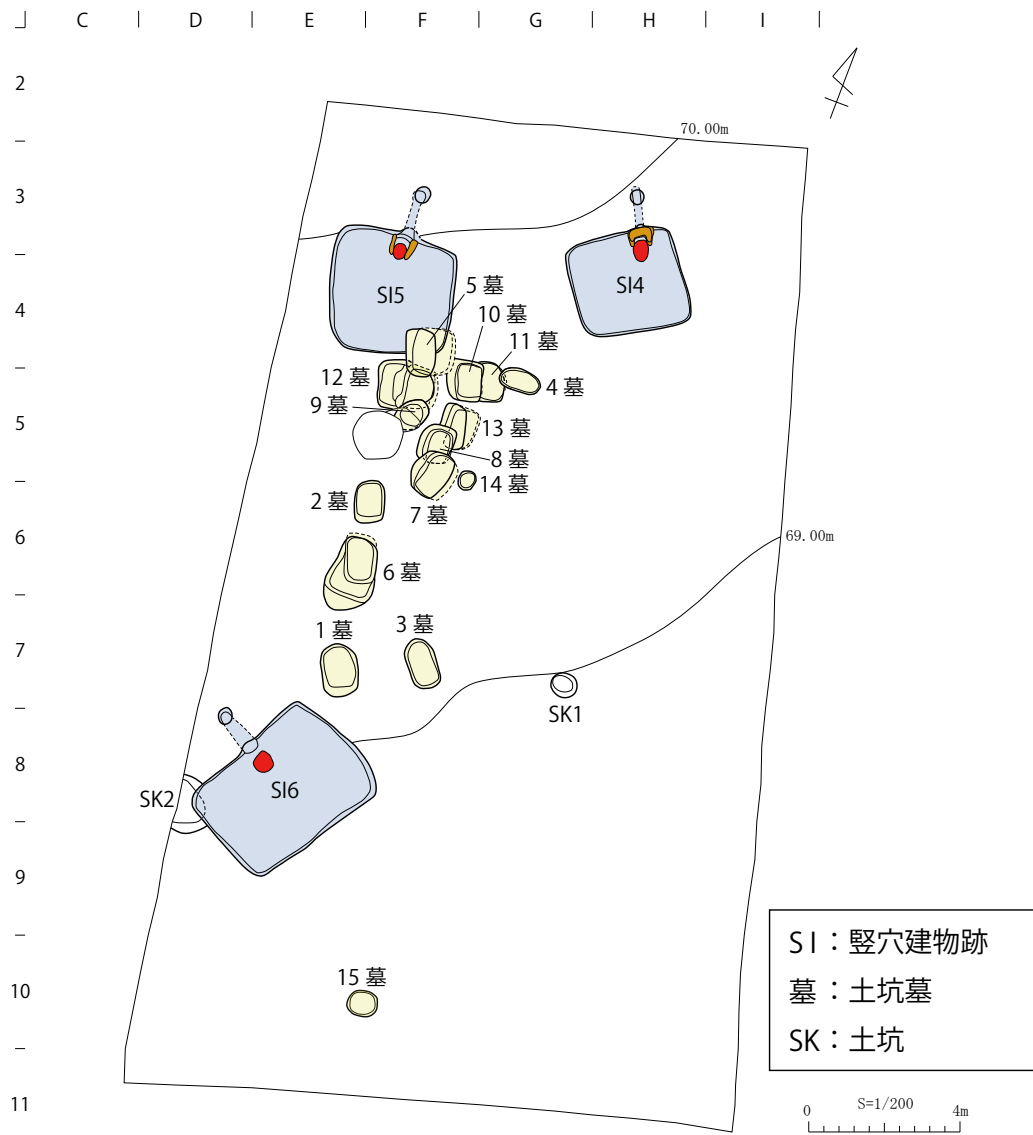 C D E F G H I
2
70.00m
3
SI5
SI4
4
5 墓
10 墓
11 墓
12 墓
4 墓
9 墓
5
13 墓
8 墓
14 墓
2 墓
7 墓
6
69.00m
6 墓
1 墓
3 墓
7
SK1
8
SI6
SK2
9
SI：竪穴建物跡
墓：土坑墓
SK：土坑
15 墓
10
11
S=1/200
0 4m